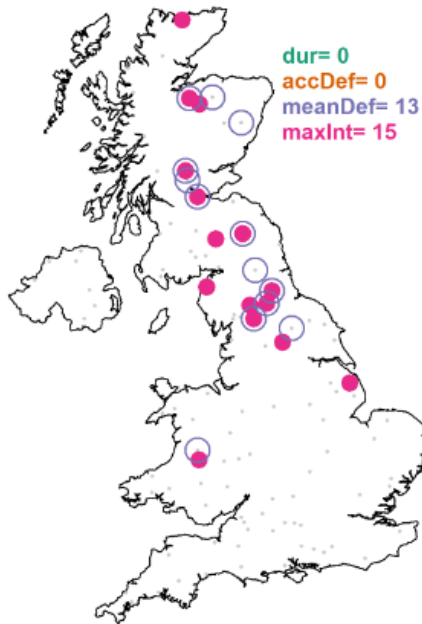 dur= 0
accDef= 0
meanDef= 13
maxInt= 15